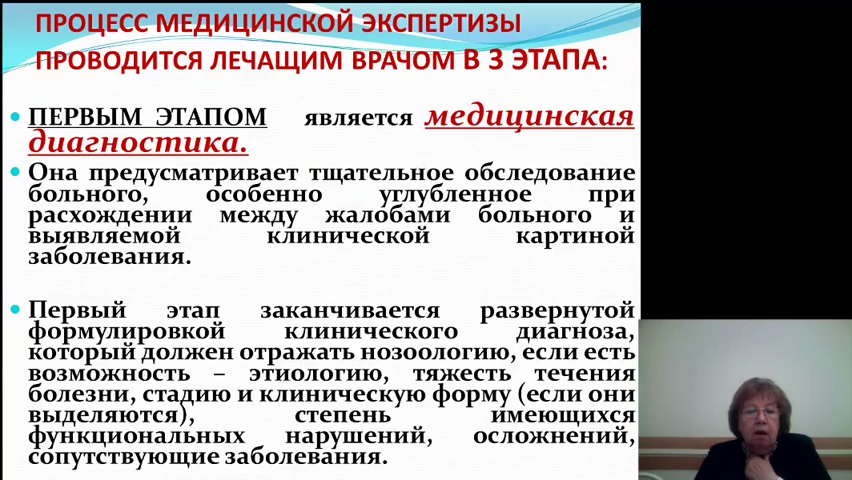 ПРОЦЕСС МЕДИЦИНСКОЙ ЭКСПЕРТИЗЫ
ПРОВОДИТСЯ ЛЕЧАЩИМ ВРАЧОМ В 3 ЭТАПА:
ПЕРВЫМ ЭТАПОМ является медицинская
диагностика.
Она предусматривает тщательное обследование
больного, особенно углубленное при
расхождении между жалобами больного и
выявляемой клинической картиной
заболевания.
Первый этап заканчивается развернутой
формулировкой клинического диагноза,
который должен отражать нозоологию, если есть
возможность – этиологию, тяжесть течения
болезни, стадию и клиническую форму (если они
выделяются), степень имеющихся
функциональных нарушений, осложнений,
сопутствующие заболевания.